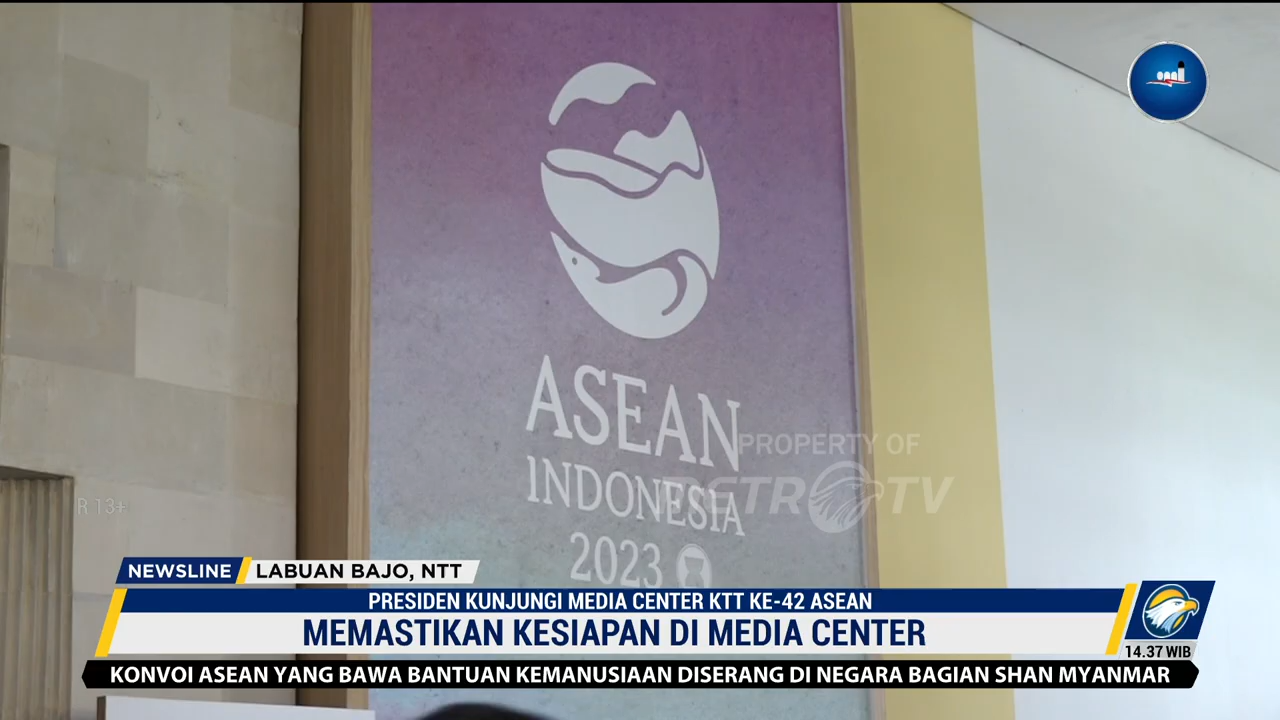 ASEAN
INDONESIA
2023
PROPERTY OF
METRO TV
R 13+
NEWSLINE
LABUAN BAJO, NTT
PRESIDEN KUNJUNGI MEDIA CENTER KTT KE-42 ASEAN
MEMASTIKAN KESIAPAN DI MEDIA CENTER
14.37 WIB
KONVOI ASEAN YANG BAWA BANTUAN KEMANUSIAAN DISERANG DI NEGARA BAGIAN SHAN MYANMAR